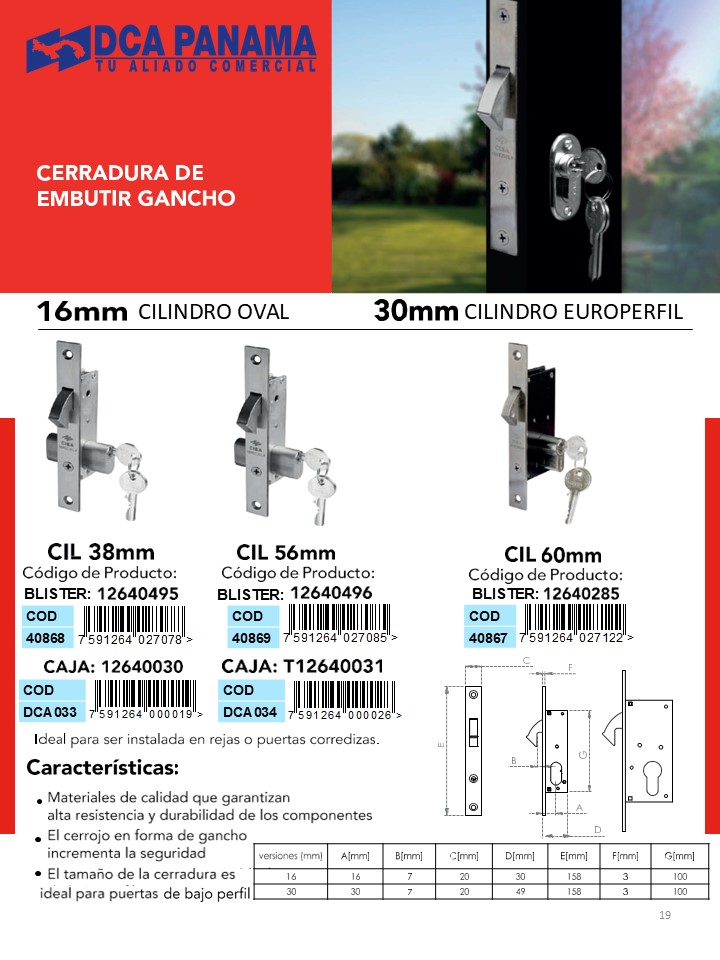 DCA PANAMA
TU ALIADO COMERCIAL
CERRADURA DE
EMBUTIR GANCHO
16mm CILINDRO OVAL
30mm CILINDRO EUROPERFIL
CISA
CISA
CISA
CIL 38mm
Código de Producto:
BLISTER: 12640495
COD
40868
7 591264 027078 >
CAJA: 12640030
COD
DCA 033
7 591264 000019 >
CIL 56mm
Código de Producto:
BLISTER: 12640496
COD
40869
7 591264 027085 >
CAJA: T12640031
COD
DCA 034
7 591264 000026 >
CIL 60mm
Código de Producto:
BLISTER: 12640285
COD
40867
7 591264 027122 >
Ideal para ser instalada en rejas o puertas corredizas.
Características:
• Materiales de calidad que garantizan
alta resistencia y durabilidad de los componentes
• El cerrojo en forma de gancho
incrementa la seguridad
• El tamaño de la cerradura es
ideal para puertas de bajo perfil
C
F
E
B
G
A
D
versiones (mm) A[mm] B[mm] C[mm] D[mm] E[mm] F[mm] G[mm]
16 16 7 20 30 158 3 100
30 30 7 20 49 158 3 100
19